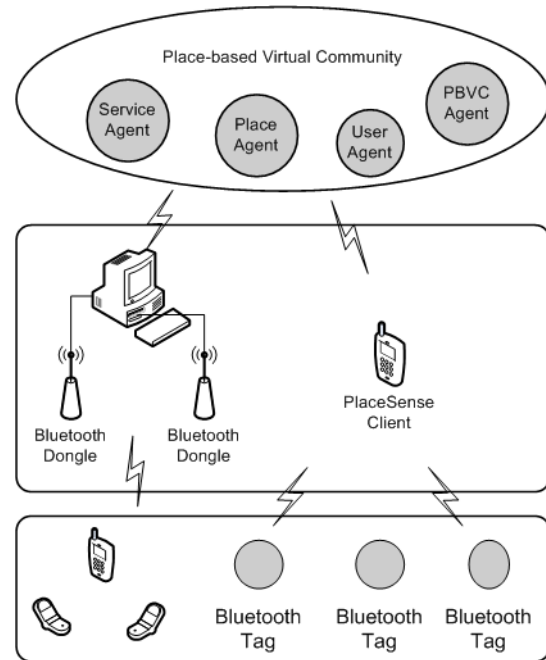 Place-based Virtual Community
Service
Agent
Place
Agent
User
Agent
PBVC
Agent
Bluetooth
Dongle
Bluetooth
Dongle
PlaceSense
Client
Bluetooth
Tag
Bluetooth
Tag
Bluetooth
Tag